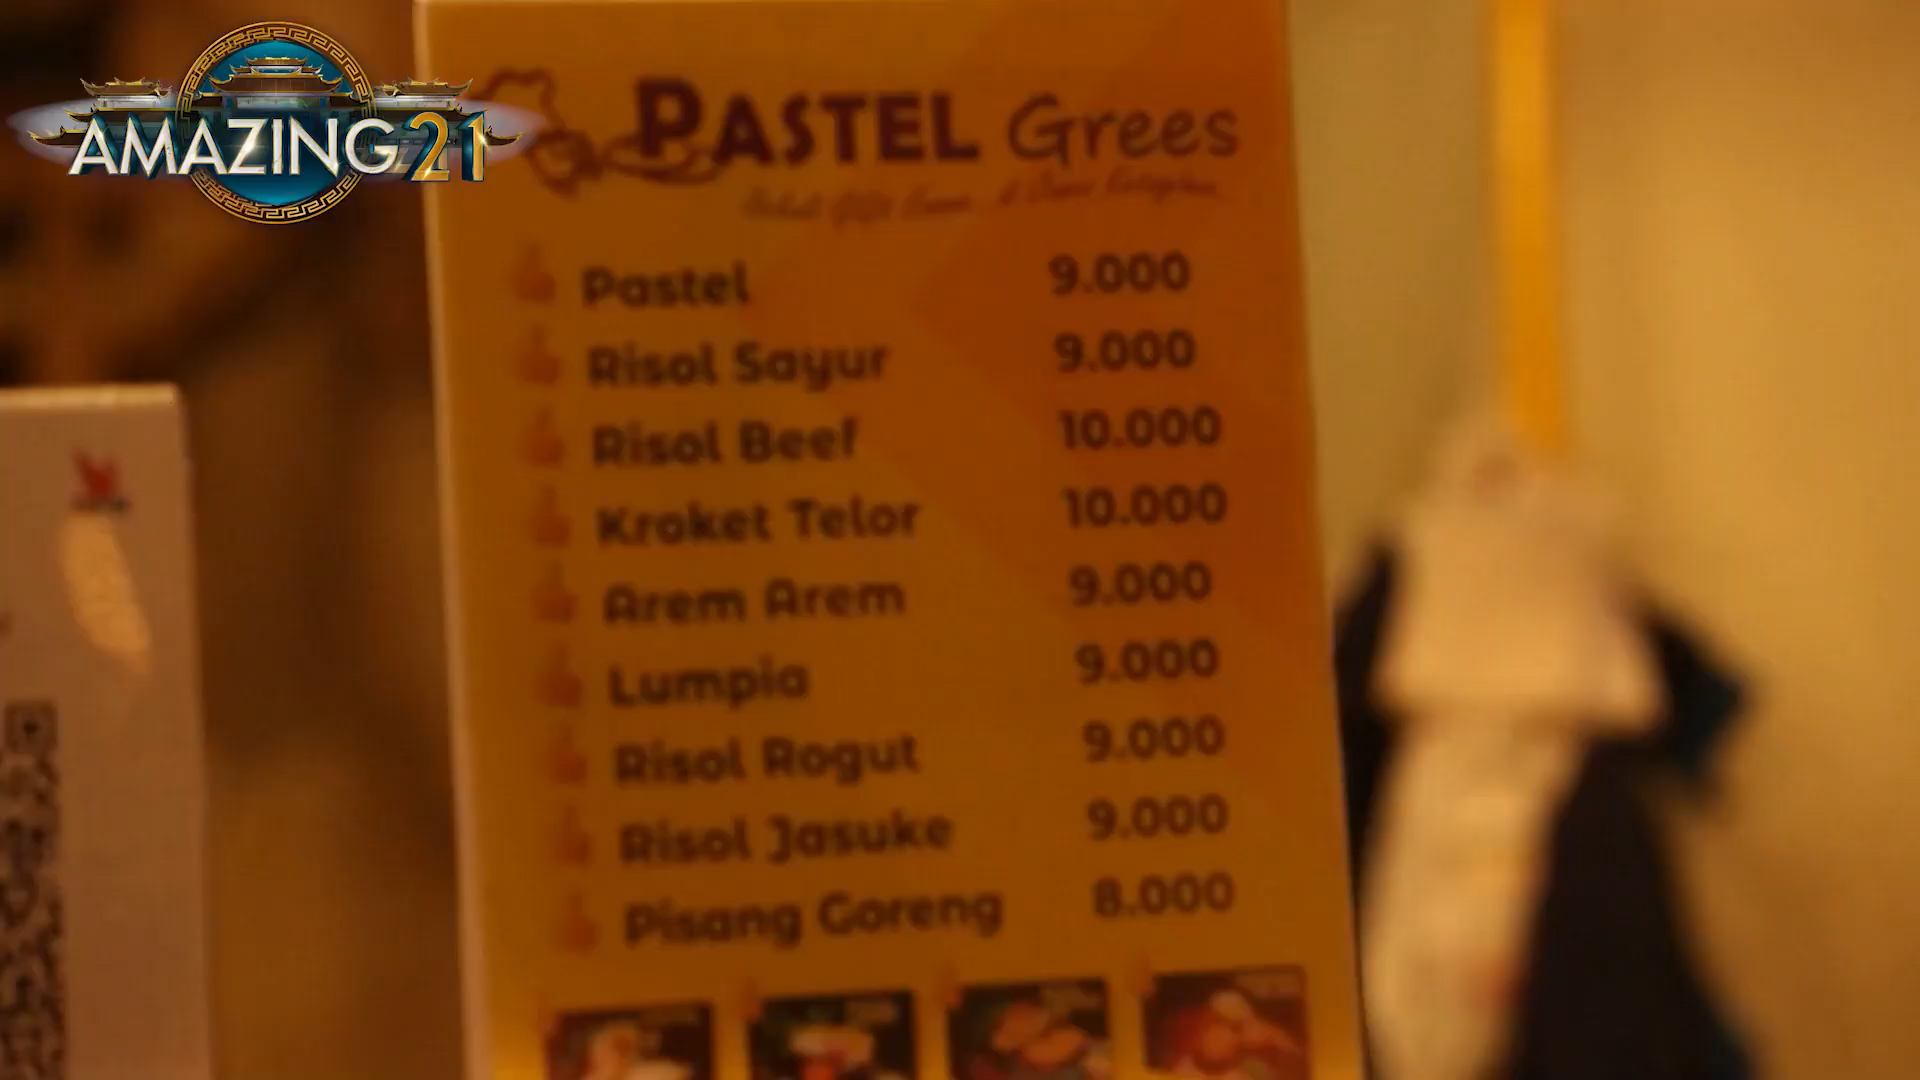 AMAZING21
PASTEL Grees
Pastel 9.000
Risol Sayur 9.000
Risol Beef 10.000
Kroket Telor 10.000
Arem Arem 9.000
Lumpia 9.000
Risol Rogut 9.000
Risol Jasuke 9.000
Pisang Goreng 8.000